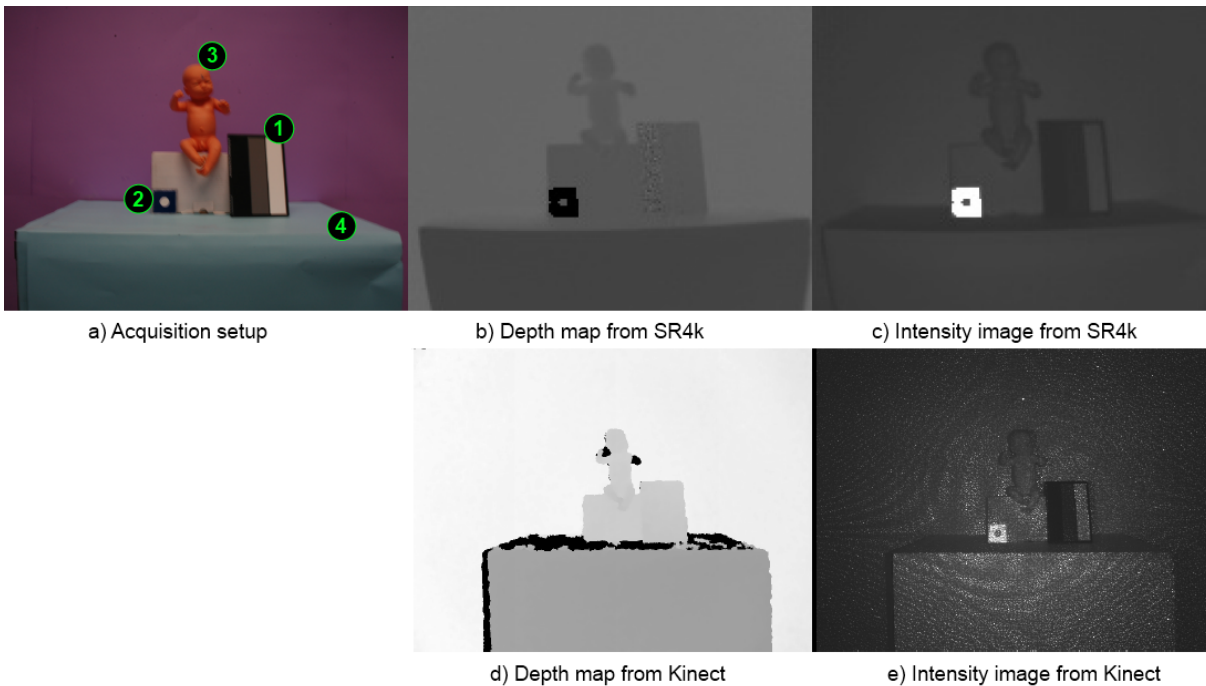 3
1
2
4
a) Acquisition setup
b) Depth map from SR4k
c) Intensity image from SR4k
d) Depth map from Kinect
e) Intensity image from Kinect